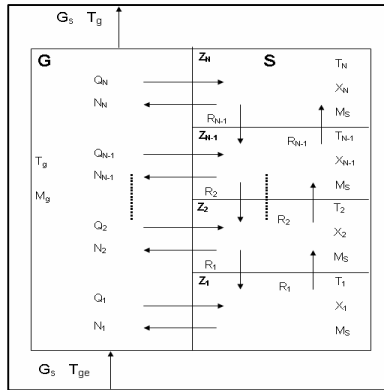 Gs Tg
G ZN S TN
QN XN
NN RN-1 MS
ZN-1 RN-1 TN-1
QN-1 XN-1
Tg NN-1 R2 MS
Mg Z2 R2 T2
Q2 X2
N2 R1 MS
Z1 R1 T1
Q1 X1
N1 MS
Gs Tge